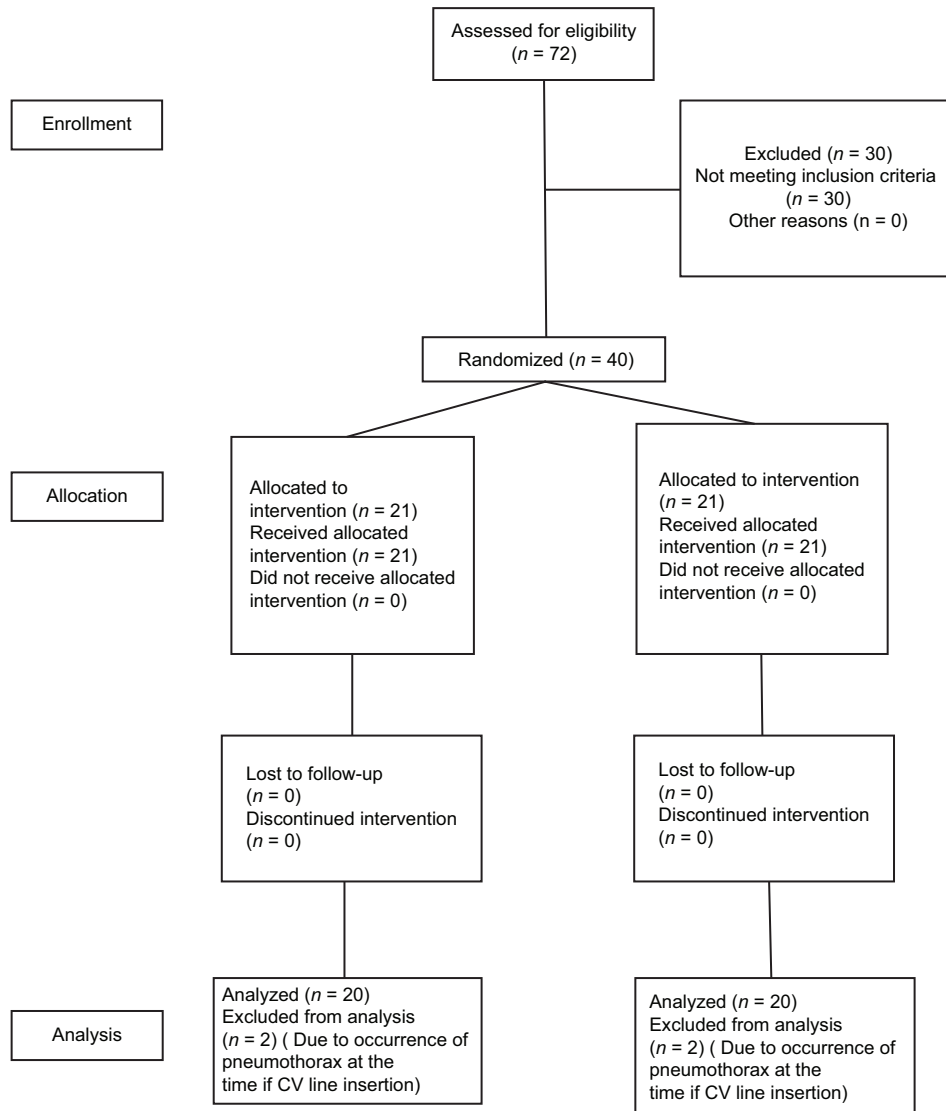 Assessed for eligibility
(n = 72)
Enrollment
Excluded (n = 30)
Not meeting inclusion criteria
(n = 30)
Other reasons (n = 0)
Randomized (n = 40)
Allocation
Allocated to
intervention (n = 21)
Received allocated
intervention (n = 21)
Did not receive allocated
intervention (n = 0)
Allocated to intervention
(n = 21)
Received allocated
intervention (n = 21)
Did not receive allocated
intervention (n = 0)
Lost to follow-up
(n = 0)
Discontinued intervention
(n = 0)
Lost to follow-up
(n = 0)
Discontinued intervention
(n = 0)
Analysis
Analyzed (n = 20)
Excluded from analysis
(n = 2) ( Due to occurrence of
pneumothorax at the
time if CV line insertion)
Analyzed (n = 20)
Excluded from analysis
(n = 2) ( Due to occurrence of
pneumothorax at the
time if CV line insertion)